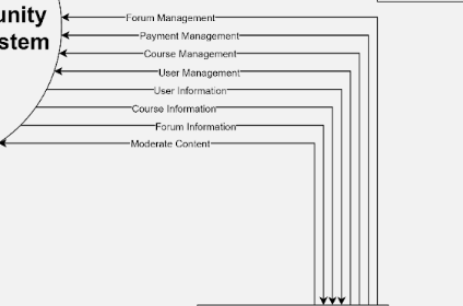 unity
stem
Forum Management
Payment Management
Course Management
User Management
User Information
Course Information
Forum Information
Moderate Content